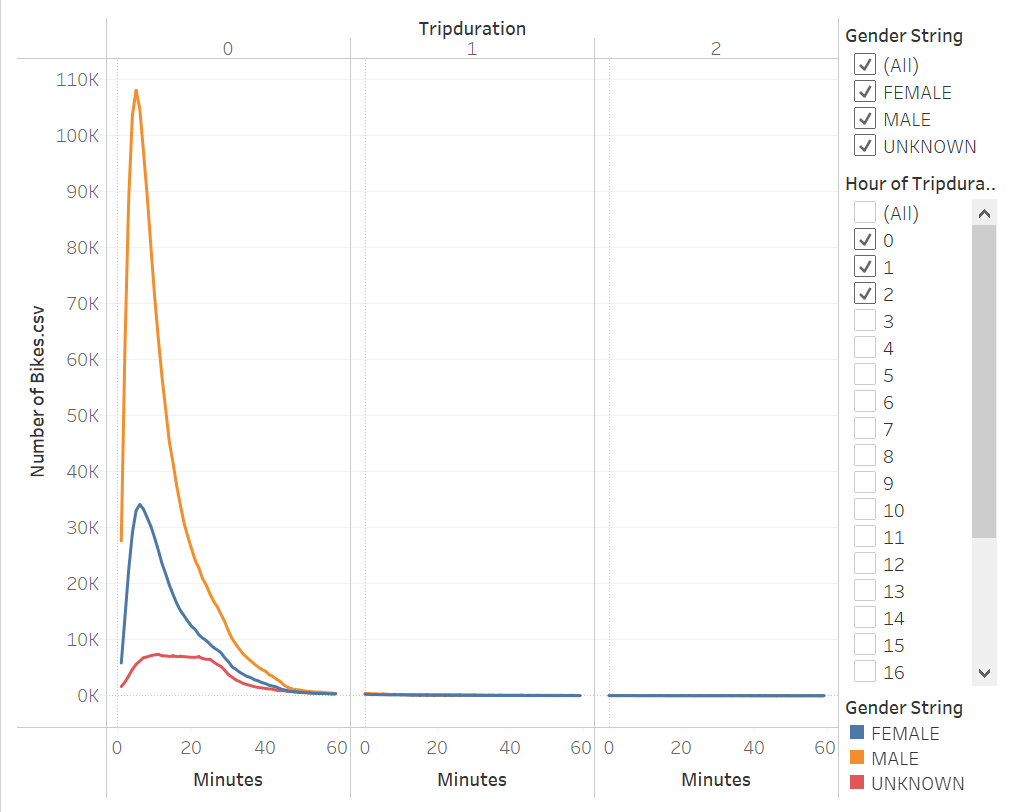 Tripduration
0 1 2
110K
100K
90K
80K
70K
60K
50K
40K
30K
20K
10K
0K
Number of Bikes.csv
0 20 40 60 0 20 40 60 0 20 40 60
Minutes Minutes Minutes
Gender String
(All)
FEMALE
MALE
UNKNOWN
Hour of Tripdura..
(All)
0
1
2
3
4
5
6
7
8
9
10
11
12
13
14
15
16
Gender String
FEMALE
MALE
UNKNOWN